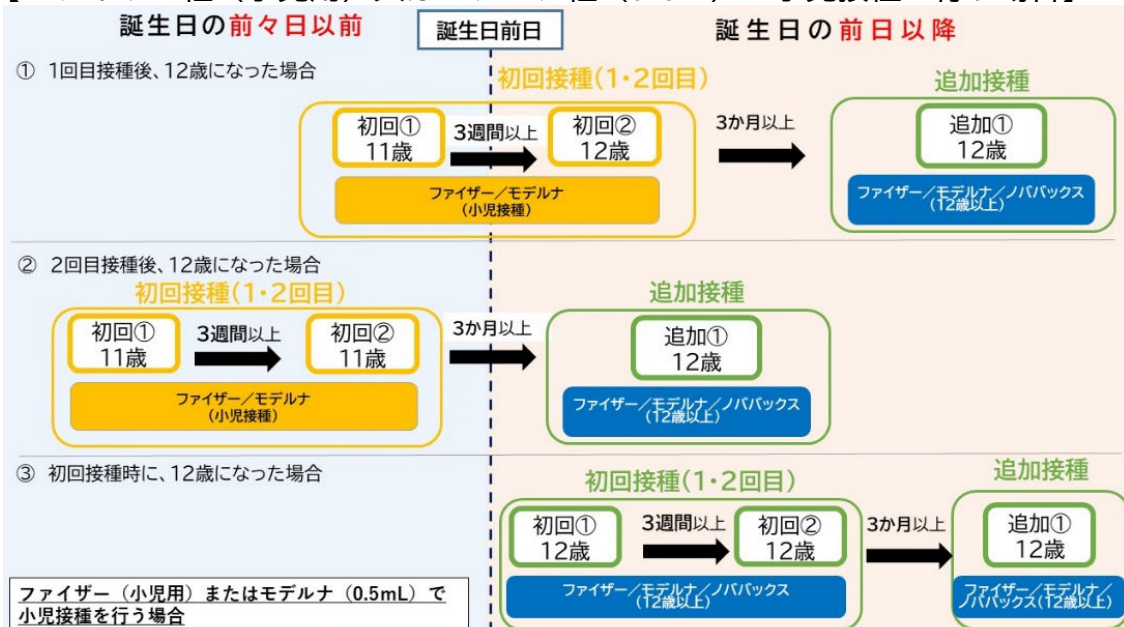 誕生日の前々日以前
誕生日前日
誕生日の前日以降
① 1回目接種後、12歳になった場合
初回接種(1・2回目)
追加接種
初回①
11歳
3週間以上
初回②
12歳
3か月以上
追加①
12歳
ファイザー/モデルナ
(小児接種)
ファイザー/モデルナ/ノババックス
(12歳以上)
② 2回目接種後、12歳になった場合
初回接種(1・2回目)
追加接種
初回①
11歳
3週間以上
初回②
11歳
3か月以上
追加①
12歳
ファイザー/モデルナ
(小児接種)
ファイザー/モデルナ/ノババックス
(12歳以上)
③ 初回接種時に、12歳になった場合
初回接種(1・2回目)
追加接種
初回①
12歳
3週間以上
初回②
12歳
3か月以上
追加①
12歳
ファイザー/モデルナ/ノババックス
(12歳以上)
ファイザー/モデルナ/
ノババックス(12歳以上)
ファイザー（小児用）またはモデルナ（0.5mL）で
小児接種を行う場合